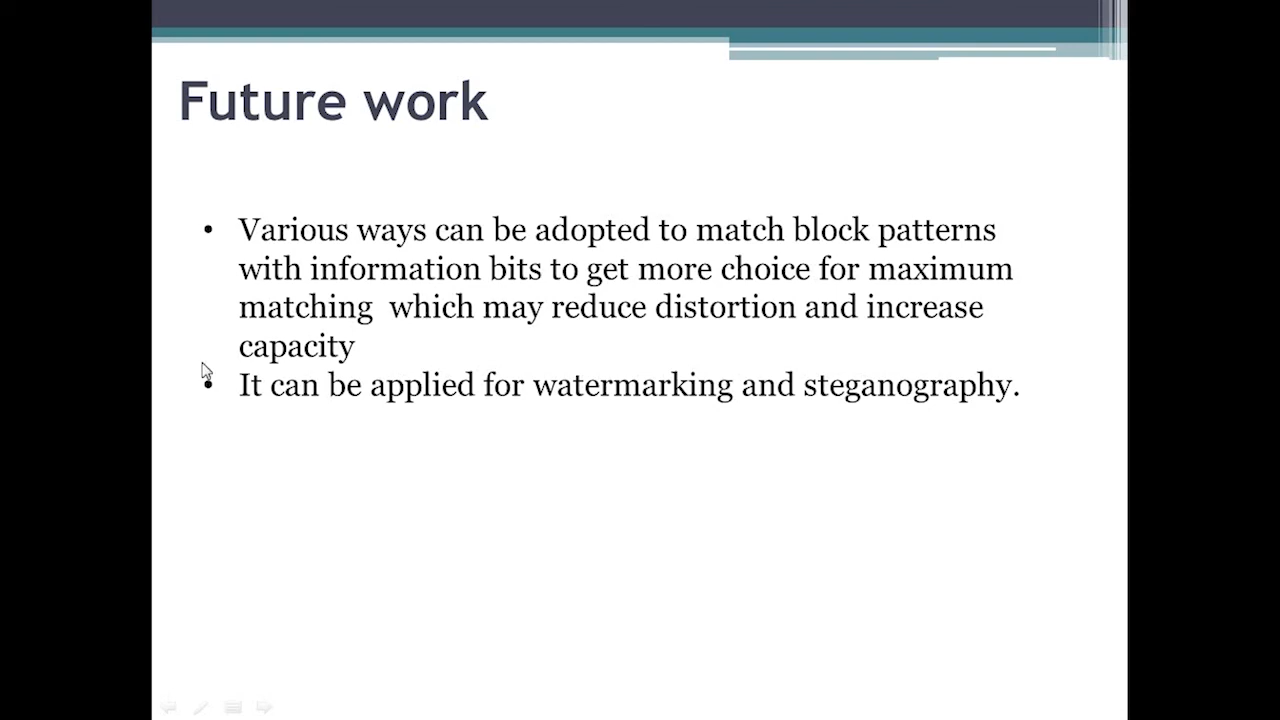 Future work
• Various ways can be adopted to match block patterns
with information bits to get more choice for maximum
matching  which may reduce distortion and increase
capacity
• It can be applied for watermarking and steganography.